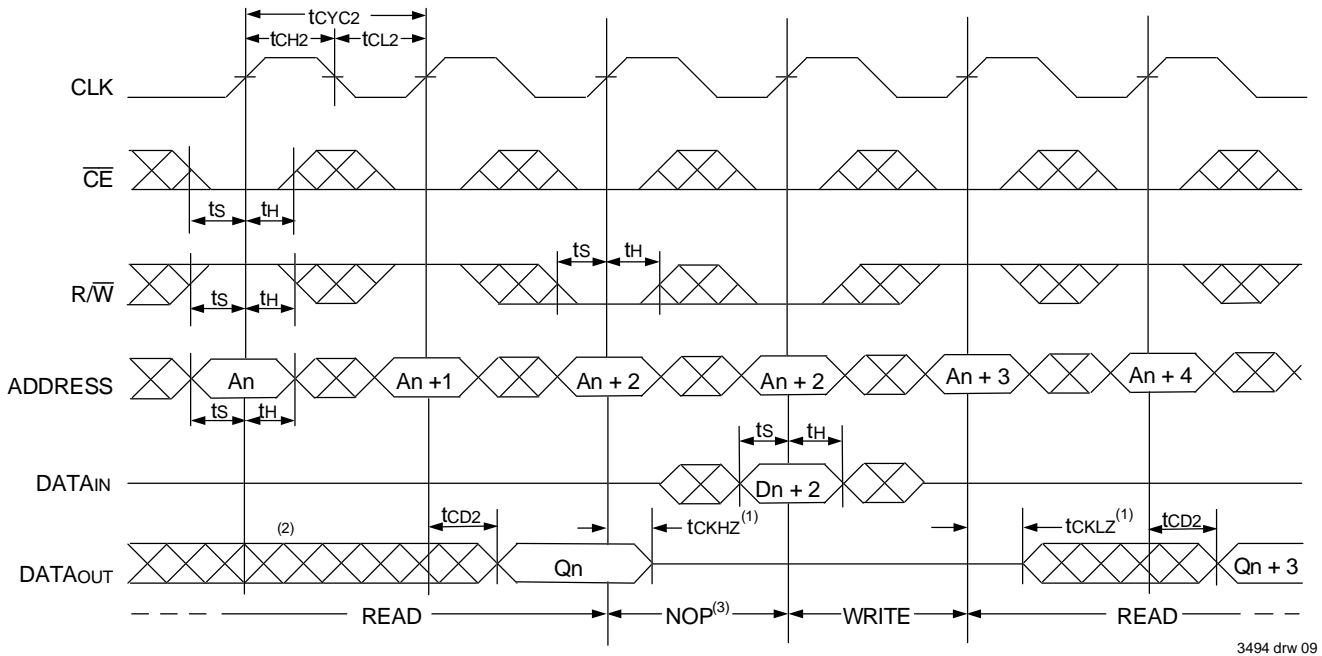 tCYC2
tCH2 tCL2
CLK
CE
tS tH
tS tH
R/W
tS tH
An An +1 An + 2 An + 2 An + 3 An + 4
ADDRESS
tS tH
tS tH
DATAIN
Dn + 2
(2) tCD2 tCKHZ(1) tCKLZ(1) tCD2
DATAOUT
Qn Qn + 3
READ NOP(3) WRITE READ
3494 drw 09